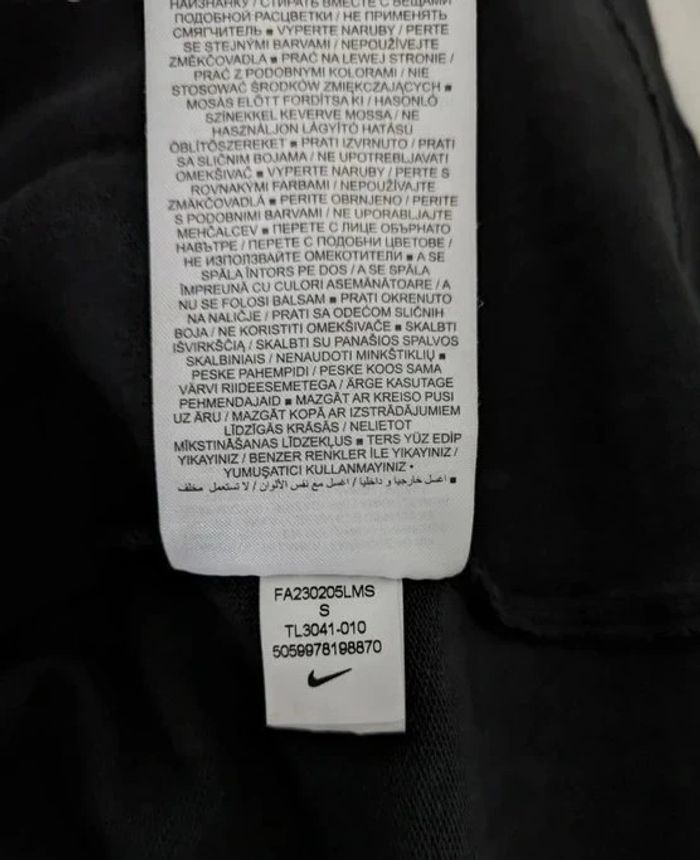 НАИЗНАНКУ / СТИРАТЬ ВМЕСТЕ С ВЕЩАМИ
ПОДОБНОЙ РАСЦВЕТКИ / НЕ ПРИМЕНЯТЬ
СМЯГЧИТЕЛЬ ■ VYPERTE NARUBY / PERTE
SE STEJNÝMI BARVAMI / NEPOUŽÍVEJTE
ZMĚKČOVADLA ■ PRAĆ NA LEWEJ STRONIE /
PRAĆ Z PODOBNYMI KOLORAMI / NIE
STOSOWAĆ ŚRODKÓW ZMIĘKCZAJĄCYCH ■
MOSÁS ELŐTT FORDÍTSA KI / HASONLÓ
SZÍNEKKEL KEVERVE MOSSA / NE
HASZNÁLJON LÁGYÍTÓ HATÁSÚ
ÖBLÍTŐSZEREKET ■ PRATI IZVRNUTO / PRATI
SA SLIČNIM BOJAMA / NE UPOTREBLJAVATI
OMEKŠIVAČ ■ VYPERTE NARUBY / PERTE S
ROVNAKÝMI FARBAMI / NEPOUŽÍVAJTE
ZMÄKČOVADLÁ ■ PERITE OBRNJENO / PERITE
S PODOBNIMI BARVAMI / NE UPORABLJAJTE
MEHČALCEV ■ ПЕРЕТЕ С ЛИЦЕ ОБЪРНАТО
НАВЪТРЕ / ПЕРЕТЕ С ПОДОБНИ ЦВЕТОВЕ /
НЕ ИЗПОЛЗВАЙТЕ ОМЕКОТИТЕЛИ ■ A SE
SPĂLA ÎNTORS PE DOS / A SE SPĂLA
ÎMPREUNĂ CU CULORI ASEMĂNATOARE / A
NU SE FOLOSI BALSAM ■ PRATI OKRENUTO
NA NALIČJE / PRATI SA ODEĆOM SLIČNIH
BOJA / NE KORISTITI OMEKŠIVAČE ■ SKALBTI
IŠVIRKŠČIĄ / SKALBTI SU PANAŠIOS SPALVOS
SKALBINIAIS / NENAUDOTI MINKŠTIKLIŲ ■
PESKE PAHEMPIDI / PESKE KOOS SAMA
VÄRVI RIIDEESEMETEGA / ÄRGE KASUTAGE
PEHMENDAJAID ■ MAZGĀT AR KREISO PUSI
UZ ĀRU / MAZGĀT KOPĀ AR IZSTRĀDĀJUMIEM
LĪDZĪGĀS KRĀSĀS / NELIETOT
MĪKSTINĀŠANAS LĪDZEKĻUS ■ TERS YÜZ EDİP
YIKAYINIZ / BENZER RENKLER İLE YIKAYINIZ /
YUMUŞATICI KULLANMAYINIZ •
■ اغسل خارجيا و داخليا / اغسل مع نفس الألوان / لا تستعمل مخلف
FA230205LMS
S
TL3041-010
5059978198870